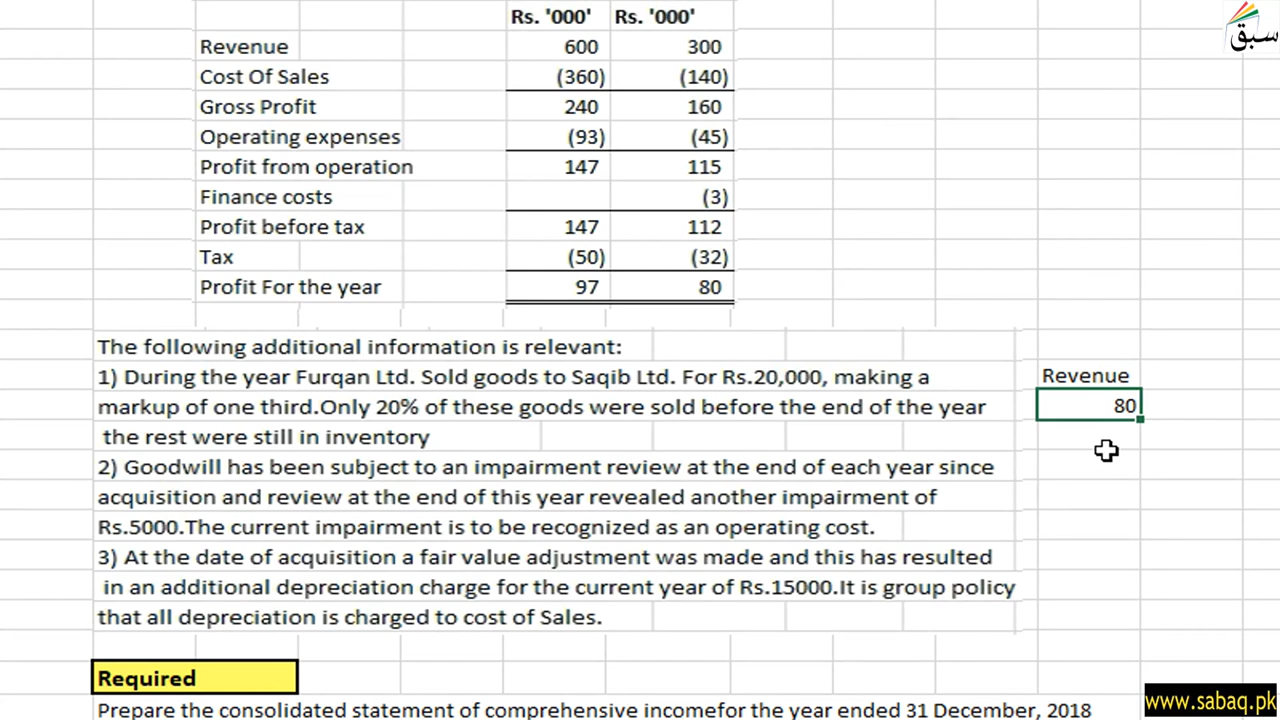 Rs. '000' Rs. '000'
سبق
Revenue 600 300
Cost Of Sales (360) (140)
Gross Profit 240 160
Operating expenses (93) (45)
Profit from operation 147 115
Finance costs (3)
Profit before tax 147 112
Tax (50) (32)
Profit For the year 97 80
The following additional information is relevant:
1) During the year Furqan Ltd. Sold goods to Saqib Ltd. For Rs.20,000, making a
markup of one third.Only 20% of these goods were sold before the end of the year
the rest were still in inventory
2) Goodwill has been subject to an impairment review at the end of each year since
acquisition and review at the end of this year revealed another impairment of
Rs.5000.The current impairment is to be recognized as an operating cost.
3) At the date of acquisition a fair value adjustment was made and this has resulted
in an additional depreciation charge for the current year of Rs.15000.It is group policy
that all depreciation is charged to cost of Sales.
Revenue
80
Required
Prepare the consolidated statement of comprehensive incomefor the year ended 31 December, 2018
www.sabaq.pk